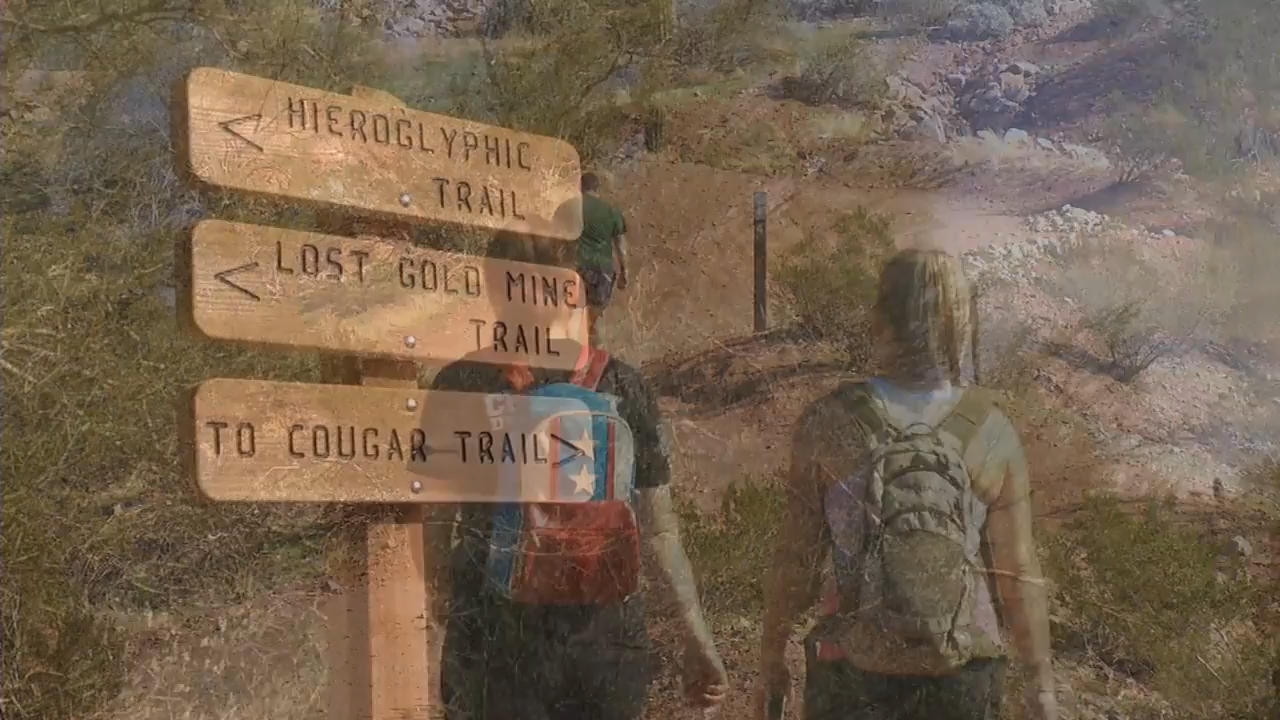 < HIEROGLYPHIC
TRAIL
< LOST GOLD MINE
TRAIL
TO COUGAR TRAIL >